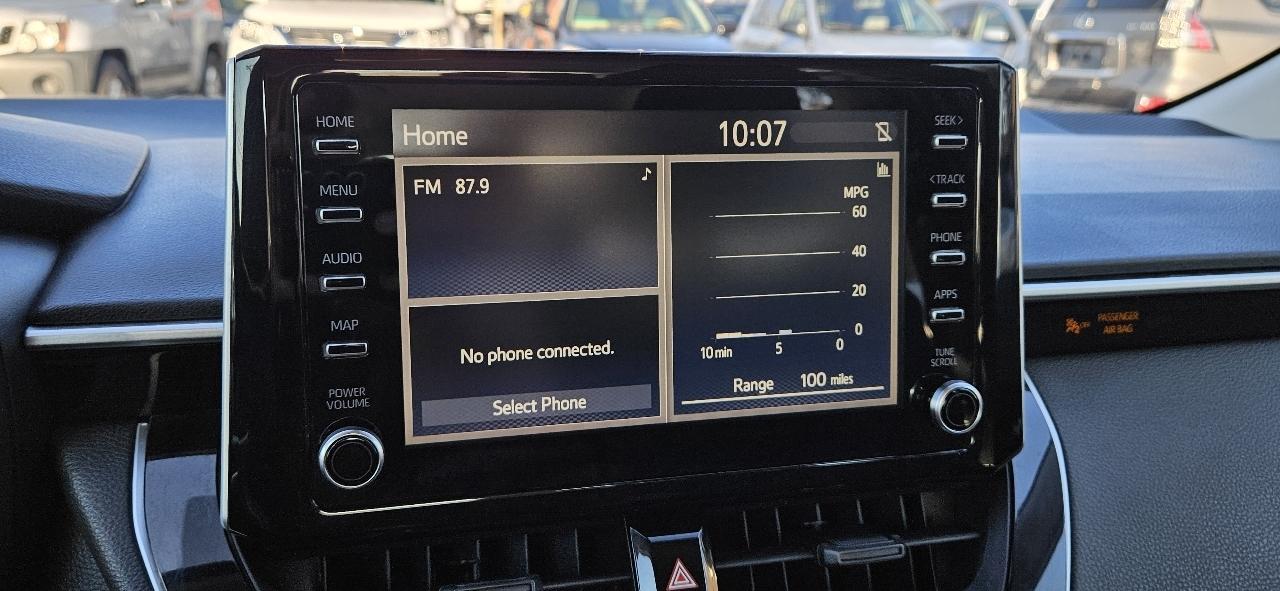 HOME
MENU
AUDIO
MAP
POWER
VOLUME
Home 10:07
FM 87.9
No phone connected.
Select Phone
MPG
60
40
20
0
10 min 5 0
Range 100 miles
SEEK >
< TRACK
PHONE
APPS
TUNE
SCROLL
OFF
PASSENGER
AIR BAG